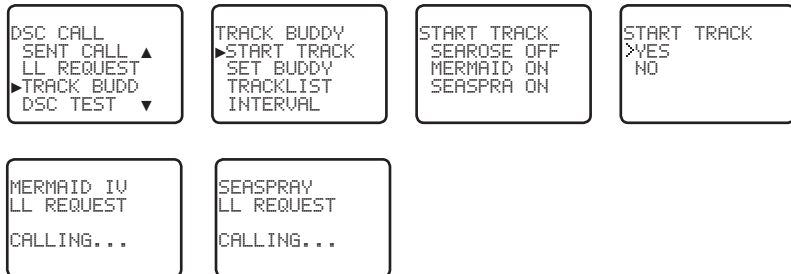 DSC CALL
SENT CALL ▲
LL REQUEST
►TRACK BUDD
DSC TEST ▼
TRACK BUDDY
►START TRACK
SET BUDDY
TRACKLIST
INTERVAL
START TRACK
SEAROSE OFF
MERMAID ON
SEASPRA ON
START TRACK
>YES
NO
MERMAID IV
LL REQUEST
CALLING...
SEASPRAY
LL REQUEST
CALLING...